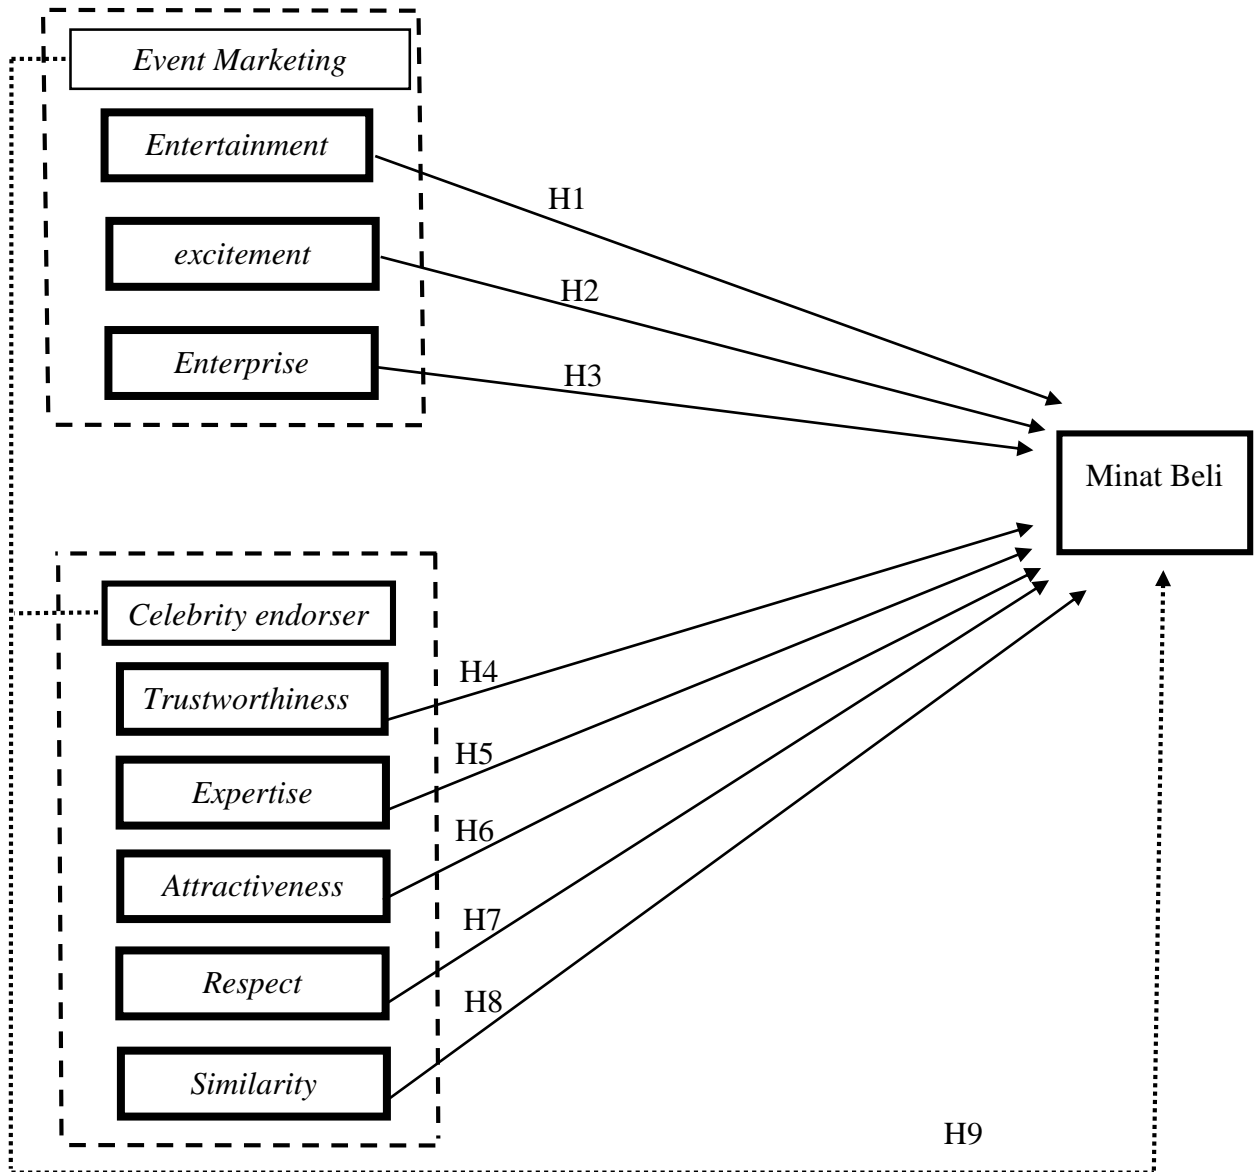 Event Marketing
Entertainment
H1
excitement
H2
Enterprise
H3
Minat Beli
Celebrity endorser
Trustworthiness
H4
Expertise
H5
Attractiveness
H6
Respect
H7
Similarity
H8
H9